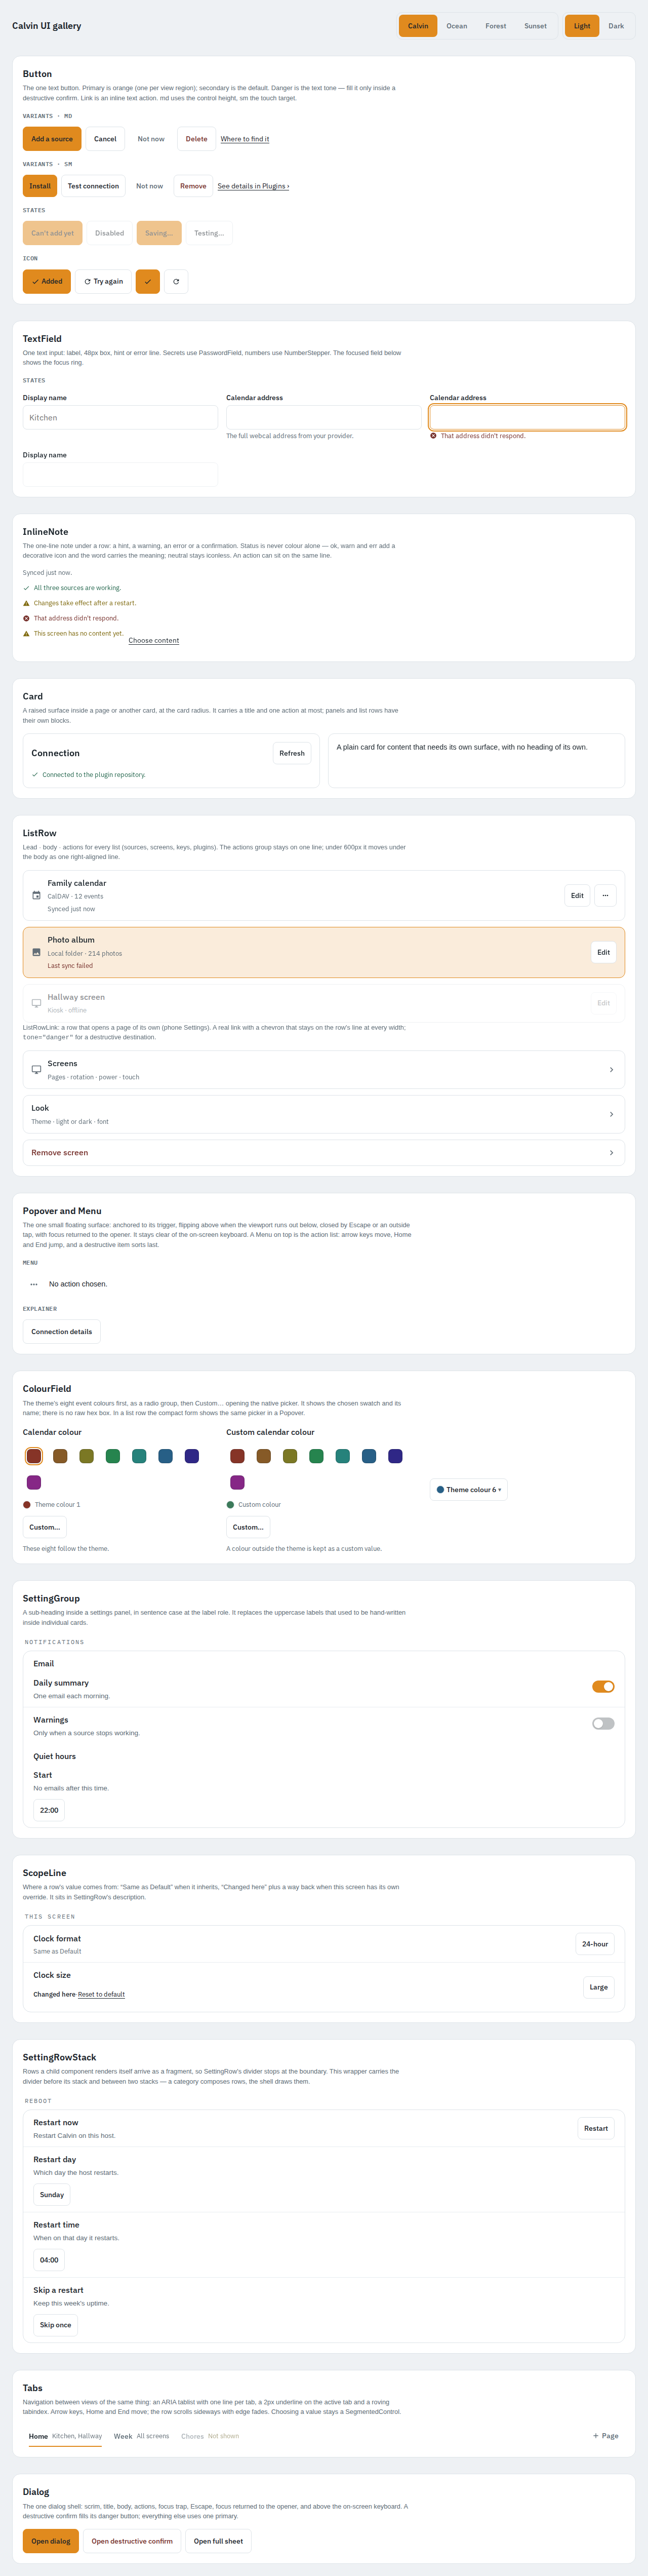 Calvin UI gallery
Calvin Ocean Forest Sunset Light Dark
Button
The one text button. Primary is orange (one per view region); secondary is the default. Danger is the text tone — fill it only inside a
destructive confirm. Link is an inline text action. md uses the control height, sm the touch target.
VARIANTS · MD
Add a source Cancel Not now Delete Where to find it
VARIANTS · SM
Install Test connection Not now Remove See details in Plugins ›
STATES
Can't add yet Disabled Saving… Testing…
ICON
Added Try again
TextField
One text input: label, 48px box, hint or error line. Secrets use PasswordField, numbers use NumberStepper. The focused field below
shows the focus ring.
STATES
Display name Calendar address Calendar address
Kitchen
The full webcal address from your provider. That address didn't respond.
Display name
InlineNote
The one-line note under a row: a hint, a warning, an error or a confirmation. Status is never colour alone — ok, warn and err add a
decorative icon and the word carries the meaning; neutral stays iconless. An action can sit on the same line.
Synced just now.
All three sources are working.
Changes take effect after a restart.
That address didn't respond.
This screen has no content yet. Choose content
Card
A raised surface inside a page or another card, at the card radius. It carries a title and one action at most; panels and list rows have
their own blocks.
Connection Refresh
Connected to the plugin repository.
A plain card for content that needs its own surface, with no heading of its own.
ListRow
Lead · body · actions for every list (sources, screens, keys, plugins). The actions group stays on one line; under 600px it moves under
the body as one right-aligned line.
Family calendar
CalDAV · 12 events
Synced just now
Edit ···
Photo album
Local folder · 214 photos
Last sync failed
Edit
Hallway screen
Kiosk · offline
Edit
ListRowLink: a row that opens a page of its own (phone Settings). A real link with a chevron that stays on the row's line at every width;
tone="danger" for a destructive destination.
Screens
Pages · rotation · power · touch
Look
Theme · light or dark · font
Remove screen
Popover and Menu
The one small floating surface: anchored to its trigger, flipping above when the viewport runs out below, closed by Escape or an outside
tap, with focus returned to the opener. It stays clear of the on-screen keyboard. A Menu on top is the action list: arrow keys move, Home
and End jump, and a destructive item sorts last.
MENU
··· No action chosen.
EXPLAINER
Connection details
ColourField
The theme's eight event colours first, as a radio group, then Custom… opening the native picker. It shows the chosen swatch and its
name; there is no raw hex box. In a list row the compact form shows the same picker in a Popover.
Calendar colour Custom calendar colour
Theme colour 6 ▾
Theme colour 1 Custom colour
Custom… Custom…
These eight follow the theme. A colour outside the theme is kept as a custom value.
SettingGroup
A sub-heading inside a settings panel, in sentence case at the label role. It replaces the uppercase labels that used to be hand-written
inside individual cards.
NOTIFICATIONS
Email
Daily summary
One email each morning.
Warnings
Only when a source stops working.
Quiet hours
Start
No emails after this time.
22:00
ScopeLine
Where a row's value comes from: "Same as Default" when it inherits, "Changed here" plus a way back when this screen has its own
override. It sits in SettingRow's description.
THIS SCREEN
Clock format
Same as Default
24-hour
Clock size
Changed here · Reset to default
Large
SettingRowStack
Rows a child component renders itself arrive as a fragment, so SettingRow's divider stops at the boundary. This wrapper carries the
divider before its stack and between two stacks — a category composes rows, the shell draws them.
REBOOT
Restart now
Restart Calvin on this host.
Restart
Restart day
Which day the host restarts.
Sunday
Restart time
When on that day it restarts.
04:00
Skip a restart
Keep this week's uptime.
Skip once
Tabs
Navigation between views of the same thing: an ARIA tablist with one line per tab, a 2px underline on the active tab and a roving
tabindex. Arrow keys, Home and End move; the row scrolls sideways with edge fades. Choosing a value stays a SegmentedControl.
Home Kitchen, Hallway Week All screens Chores Not shown + Page
Dialog
The one dialog shell: scrim, title, body, actions, focus trap, Escape, focus returned to the opener, and above the on-screen keyboard. A
destructive confirm fills its danger button; everything else uses one primary.
Open dialog Open destructive confirm Open full sheet